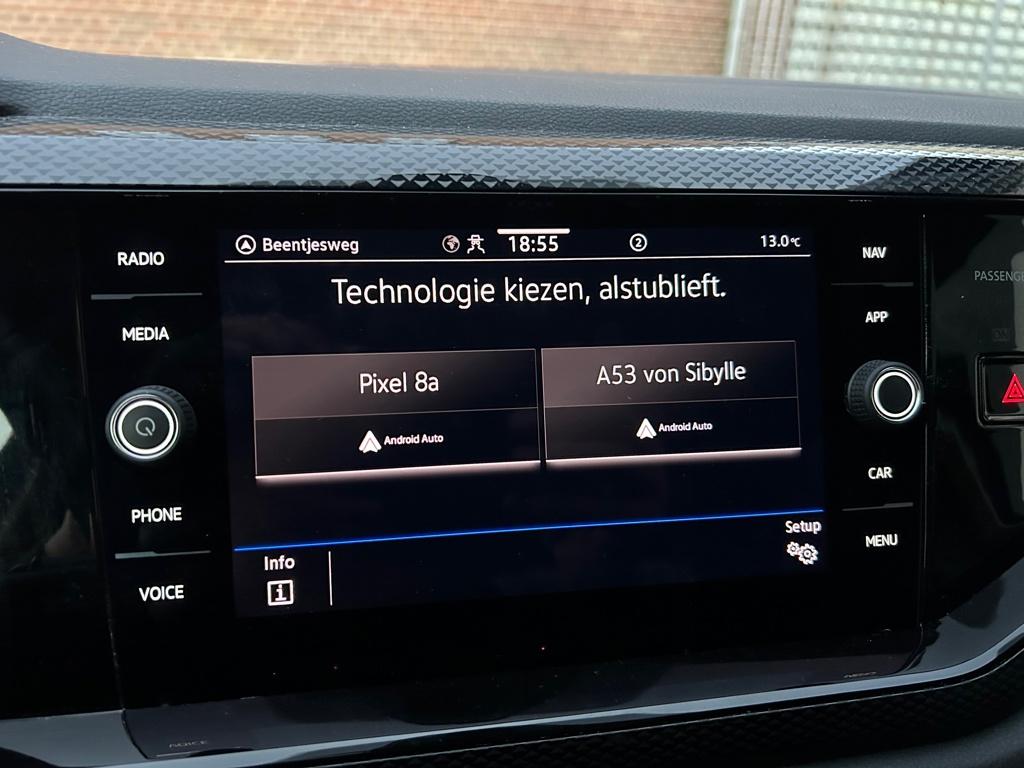 RADIO
MEDIA
PHONE
VOICE
Beentjesweg
18:55
2
13.0°C
Technologie kiezen, alstublieft.
Pixel 8a
Android Auto
A53 von Sibylle
Android Auto
Info
i
Setup
NAV
APP
CAR
MENU